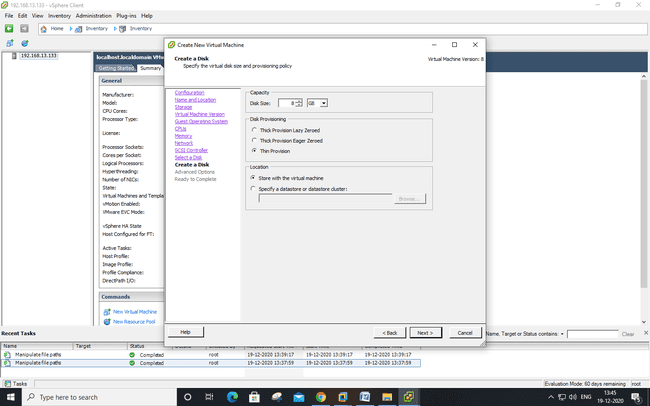 192.168.13.133 - vSphere Client
File Edit View Inventory Administration Plug-ins Help
Home Inventory Inventory
192.168.13.133
localhost.localdomain VMw
Getting Started Summary
General
Manufacturer:
Model:
CPU Cores:
Processor Type:
License:
Processor Sockets:
Cores per Socket:
Logical Processors:
Hyperthreading:
Number of NICs:
State:
Virtual Machines and Templa
vMotion Enabled:
VMware EVC Mode:
vSphere HA State
Host Configured for FT:
Active Tasks:
Host Profile:
Image Profile:
Profile Compliance:
DirectPath I/O:
Commands
New Virtual Machine
New Resource Pool
Create New Virtual Machine
Create a Disk
Specify the virtual disk size and provisioning policy
Virtual Machine Version: 8
Configuration
Name and Location
Storage
Virtual Machine Version
Guest Operating System
CPUs
Memory
Network
SCSI Controller
Select a Disk
Create a Disk
Advanced Options
Ready to Complete
Capacity
Disk Size: 8 GB
Disk Provisioning
Thick Provision Lazy Zeroed
Thick Provision Eager Zeroed
Thin Provision
Location
Store with the virtual machine
Specify a datastore or datastore cluster:
Browse...
Help < Back Next > Cancel
Recent Tasks
Name, Target or Status contains: Clear
Name Target Status
Manipulate file paths Completed root 19-12-2020 13:39:17 19-12-2020 13:39:17 19-12-2020 13:39:17
Manipulate file paths Completed root 19-12-2020 13:37:59 19-12-2020 13:37:59 19-12-2020 13:37:59
Tasks Evaluation Mode: 60 days remaining root
Type here to search
ENG 13:45
19-12-2020